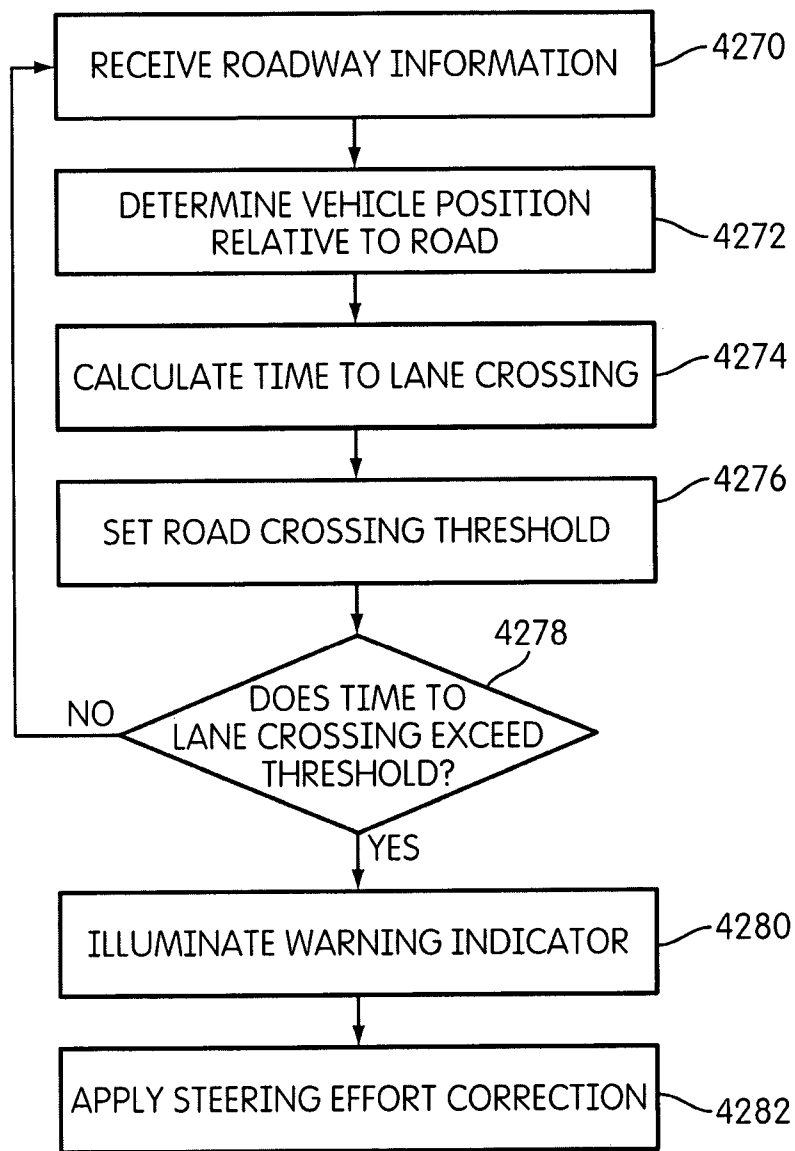 RECEIVE ROADWAY INFORMATION
4270
DETERMINE VEHICLE POSITION
RELATIVE TO ROAD
4272
CALCULATE TIME TO LANE CROSSING
4274
SET ROAD CROSSING THRESHOLD
4276
4278
DOES TIME TO
LANE CROSSING EXCEED
THRESHOLD?
NO
YES
ILLUMINATE WARNING INDICATOR
4280
APPLY STEERING EFFORT CORRECTION
4282